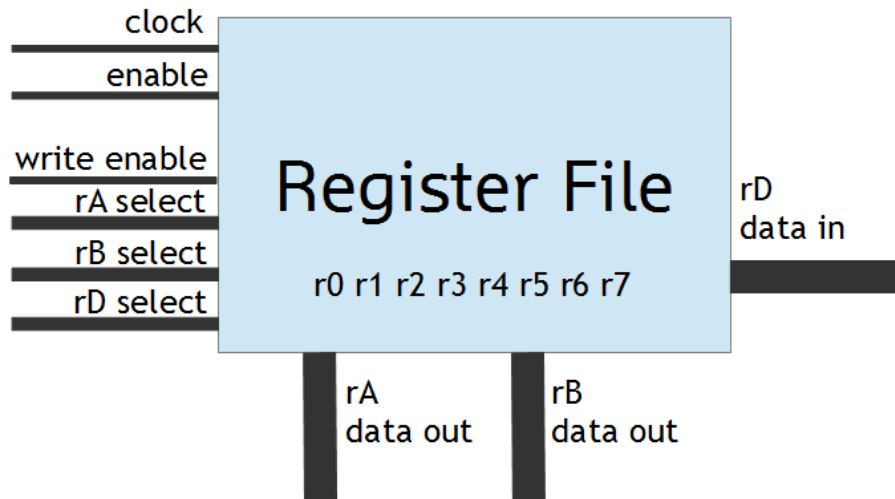 clock
enable
write enable
rA select
rB select
rD select
Register File
r0 r1 r2 r3 r4 r5 r6 r7
rD
data in
rA
data out
rB
data out